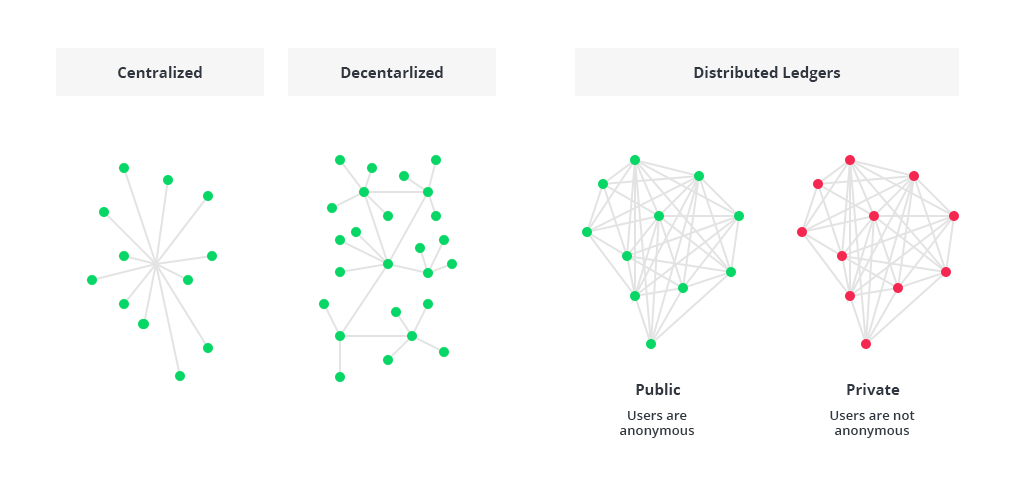 Centralized
Decentarlized
Distributed Ledgers
Public
Users are
anonymous
Private
Users are not
anonymous